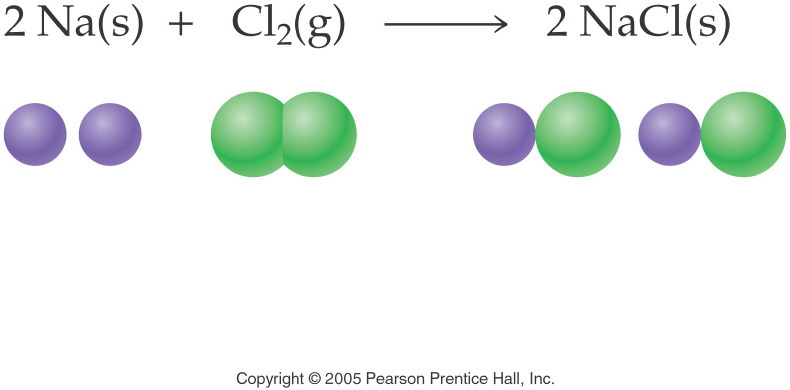 2 Na(s) + Cl₂(g) ⟶ 2 NaCl(s)
Copyright © 2005 Pearson Prentice Hall, Inc.